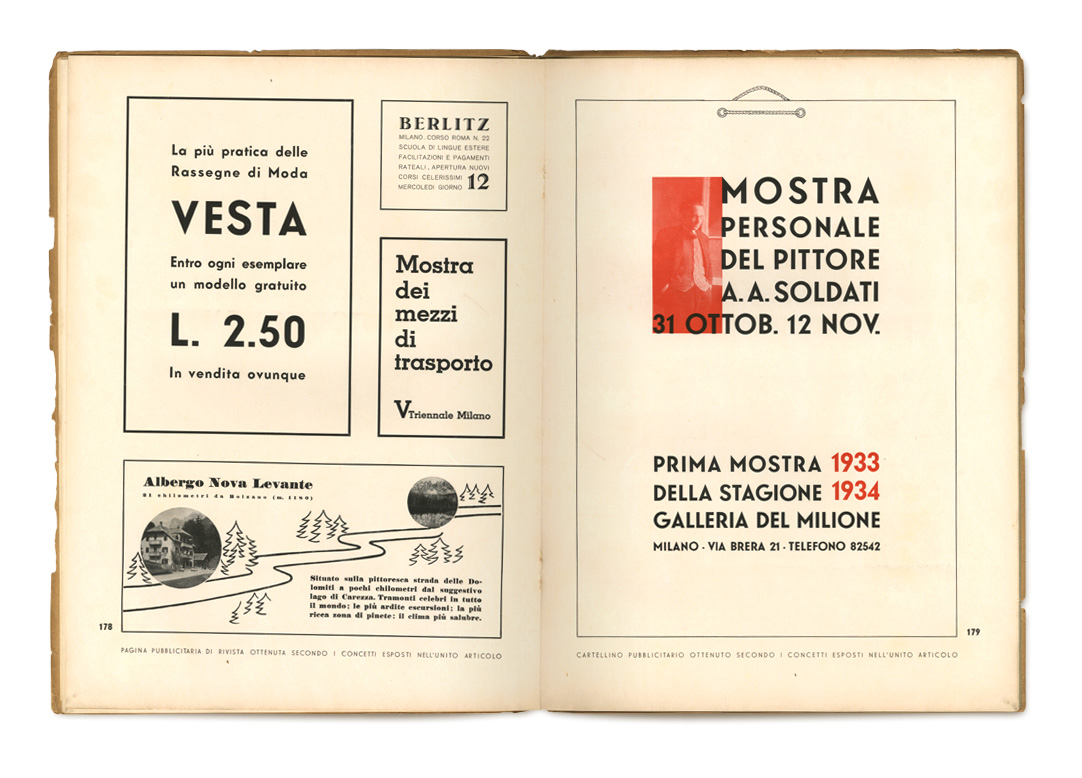 La più pratica delle
Rassegne di Moda
VESTA
Entro ogni esemplare
un modello gratuito
L. 2.50
In vendita ovunque
BERLITZ
MILANO. CORSO ROMA N. 22
SCUOLA DI LINGUE ESTERE
FACILITAZIONI E PAGAMENTI
RATEALI, APERTURA NUOVI
CORSI CELERISSIMI
MERCOLEDI GIORNO 12
Mostra
dei
mezzi
di
trasporto
V Triennale Milano
Albergo Nova Levante
21 chilometri da Bolzano (m. 1180)
Situato sulla pittoresca strada delle Do-
lomiti a pochi chilometri dal suggestivo
lago di Carezza. Tramonti celebri in tutto
il mondo; le più ardite escursioni; la più
ricca zona di pinete; il clima più salubre.
178
PAGINA PUBBLICITARIA DI RIVISTA OTTENUTA SECONDO I CONCETTI ESPOSTI NELL'UNITO ARTICOLO
MOSTRA
PERSONALE
DEL PITTORE
A. A. SOLDATI
31 OTTOB. 12 NOV.
PRIMA MOSTRA 1933
DELLA STAGIONE 1934
GALLERIA DEL MILIONE
MILANO · VIA BRERA 21 · TELEFONO 82542
179
CARTELLINO PUBBLICITARIO OTTENUTO SECONDO I CONCETTI ESPOSTI NELL'UNITO ARTICOLO